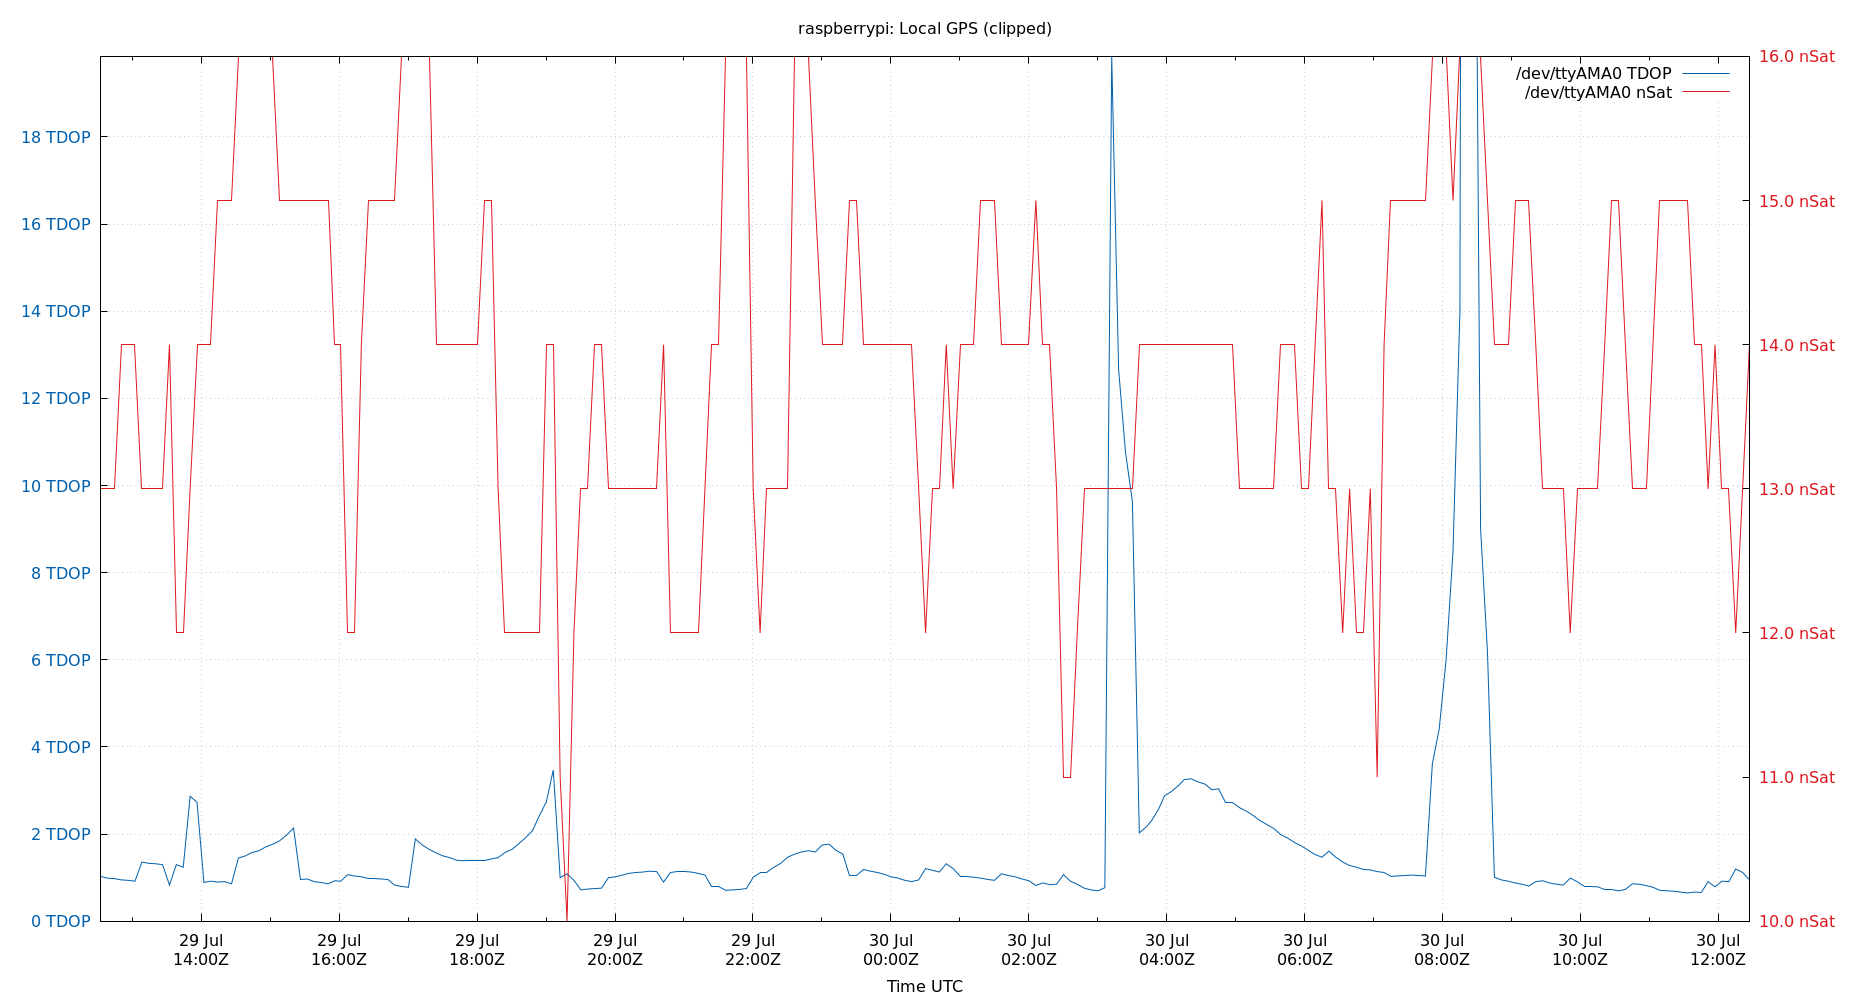 raspberrypi: Local GPS (clipped)
16.0 nSat
/dev/ttyAMA0 TDOP
/dev/ttyAMA0 nSat
18 TDOP
15.0 nSat
16 TDOP
14 TDOP
14.0 nSat
12 TDOP
10 TDOP
13.0 nSat
8 TDOP
12.0 nSat
6 TDOP
4 TDOP
11.0 nSat
2 TDOP
0 TDOP
10.0 nSat
29 Jul 29 Jul 29 Jul 29 Jul 29 Jul 30 Jul 30 Jul 30 Jul 30 Jul 30 Jul 30 Jul 30 Jul
14:00Z 16:00Z 18:00Z 20:00Z 22:00Z 00:00Z 02:00Z 04:00Z 06:00Z 08:00Z 10:00Z 12:00Z
Time UTC